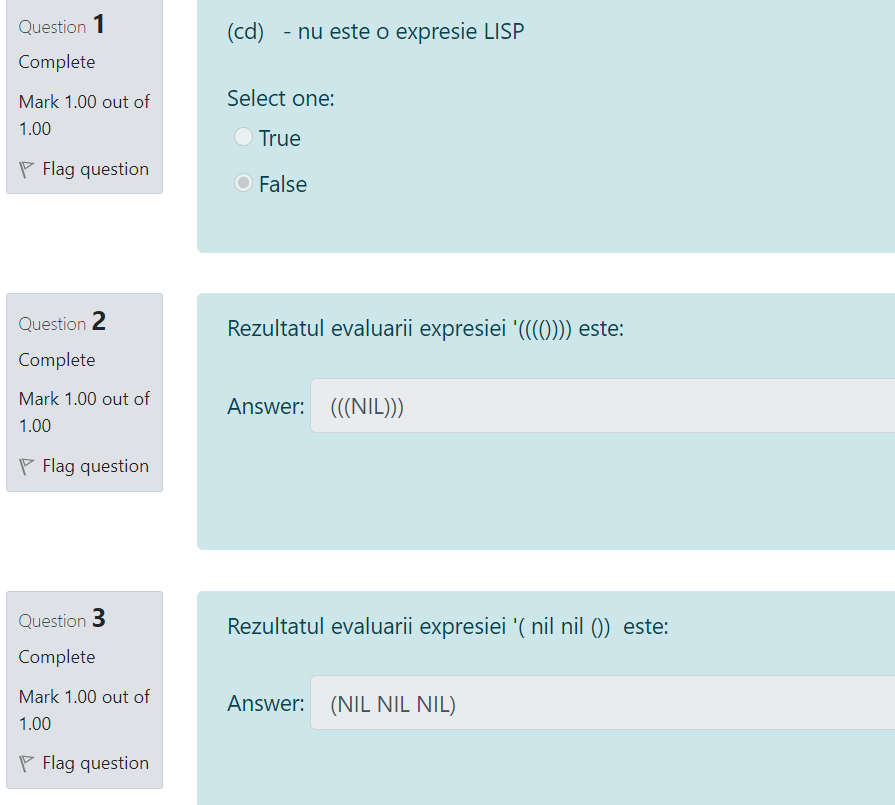 Question 1
Complete
Mark 1.00 out of
1.00
Flag question
(cd) - nu este o expresie LISP
Select one:
True
False
Question 2
Complete
Mark 1.00 out of
1.00
Flag question
Rezultatul evaluarii expresiei '(((()))) este:
Answer: (((NIL)))
Question 3
Complete
Mark 1.00 out of
1.00
Flag question
Rezultatul evaluarii expresiei '( nil nil ()) este:
Answer: (NIL NIL NIL)